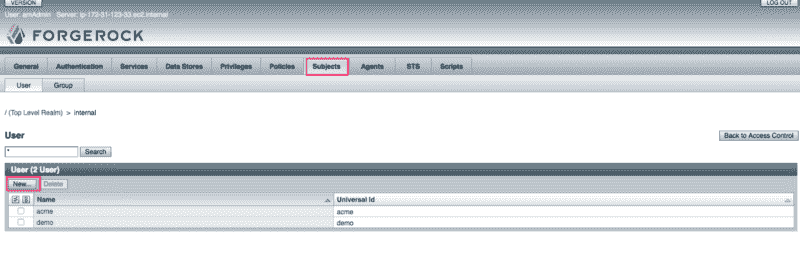 VERSION LOG OUT
User: amAdmin Server: ip-172-31-123-33.ec2.internal
FORGEROCK
General Authentication Services Data Stores Privileges Policies Subjects Agents STS Scripts
User Group
/ (Top Level Realm) > internal
User
Back to Access Control
* Search
User (2 User)
New... Delete
Name Universal Id
acme acme
demo demo